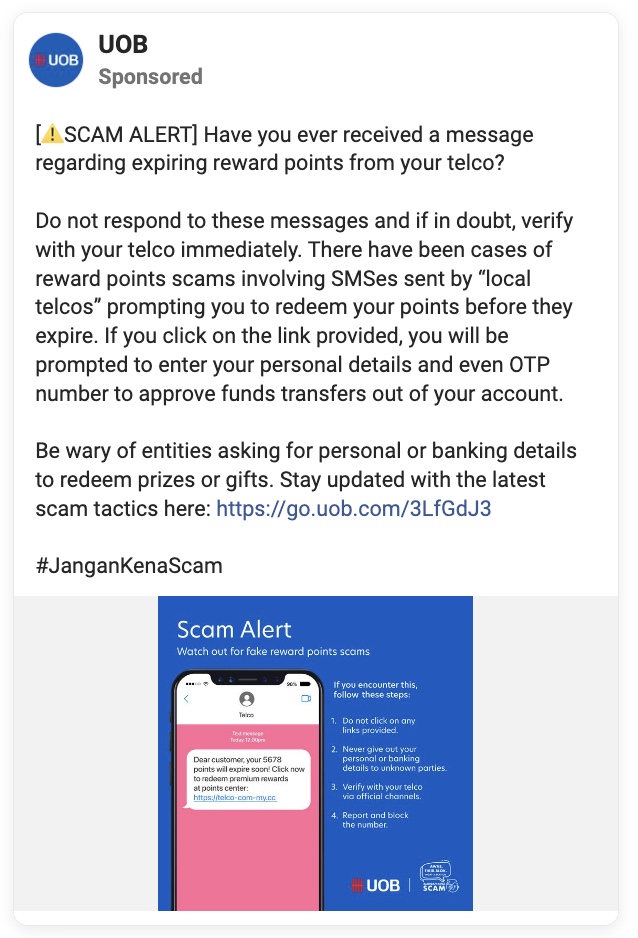 UOB
UOB
Sponsored
[⚠️SCAM ALERT] Have you ever received a message
regarding expiring reward points from your telco?
Do not respond to these messages and if in doubt, verify
with your telco immediately. There have been cases of
reward points scams involving SMSes sent by “local
telcos” prompting you to redeem your points before they
expire. If you click on the link provided, you will be
prompted to enter your personal details and even OTP
number to approve funds transfers out of your account.
Be wary of entities asking for personal or banking details
to redeem prizes or gifts. Stay updated with the latest
scam tactics here: https://go.uob.com/3LfGdJ3
#JanganKenaScam
Scam Alert
Watch out for fake reward points scams
96%
Telco
Text message
Today 12:00pm
Dear customer, your 5678
points will expire soon! Click now
to redeem premium rewards
at points center:
https://telco-com-my.cc
If you encounter this,
follow these steps:
1. Do not click on any
links provided.
2. Never give out your
personal or banking
details to unknown parties.
3. Verify with your telco
via official channels.
4. Report and block
the number.
UOB
SCAM